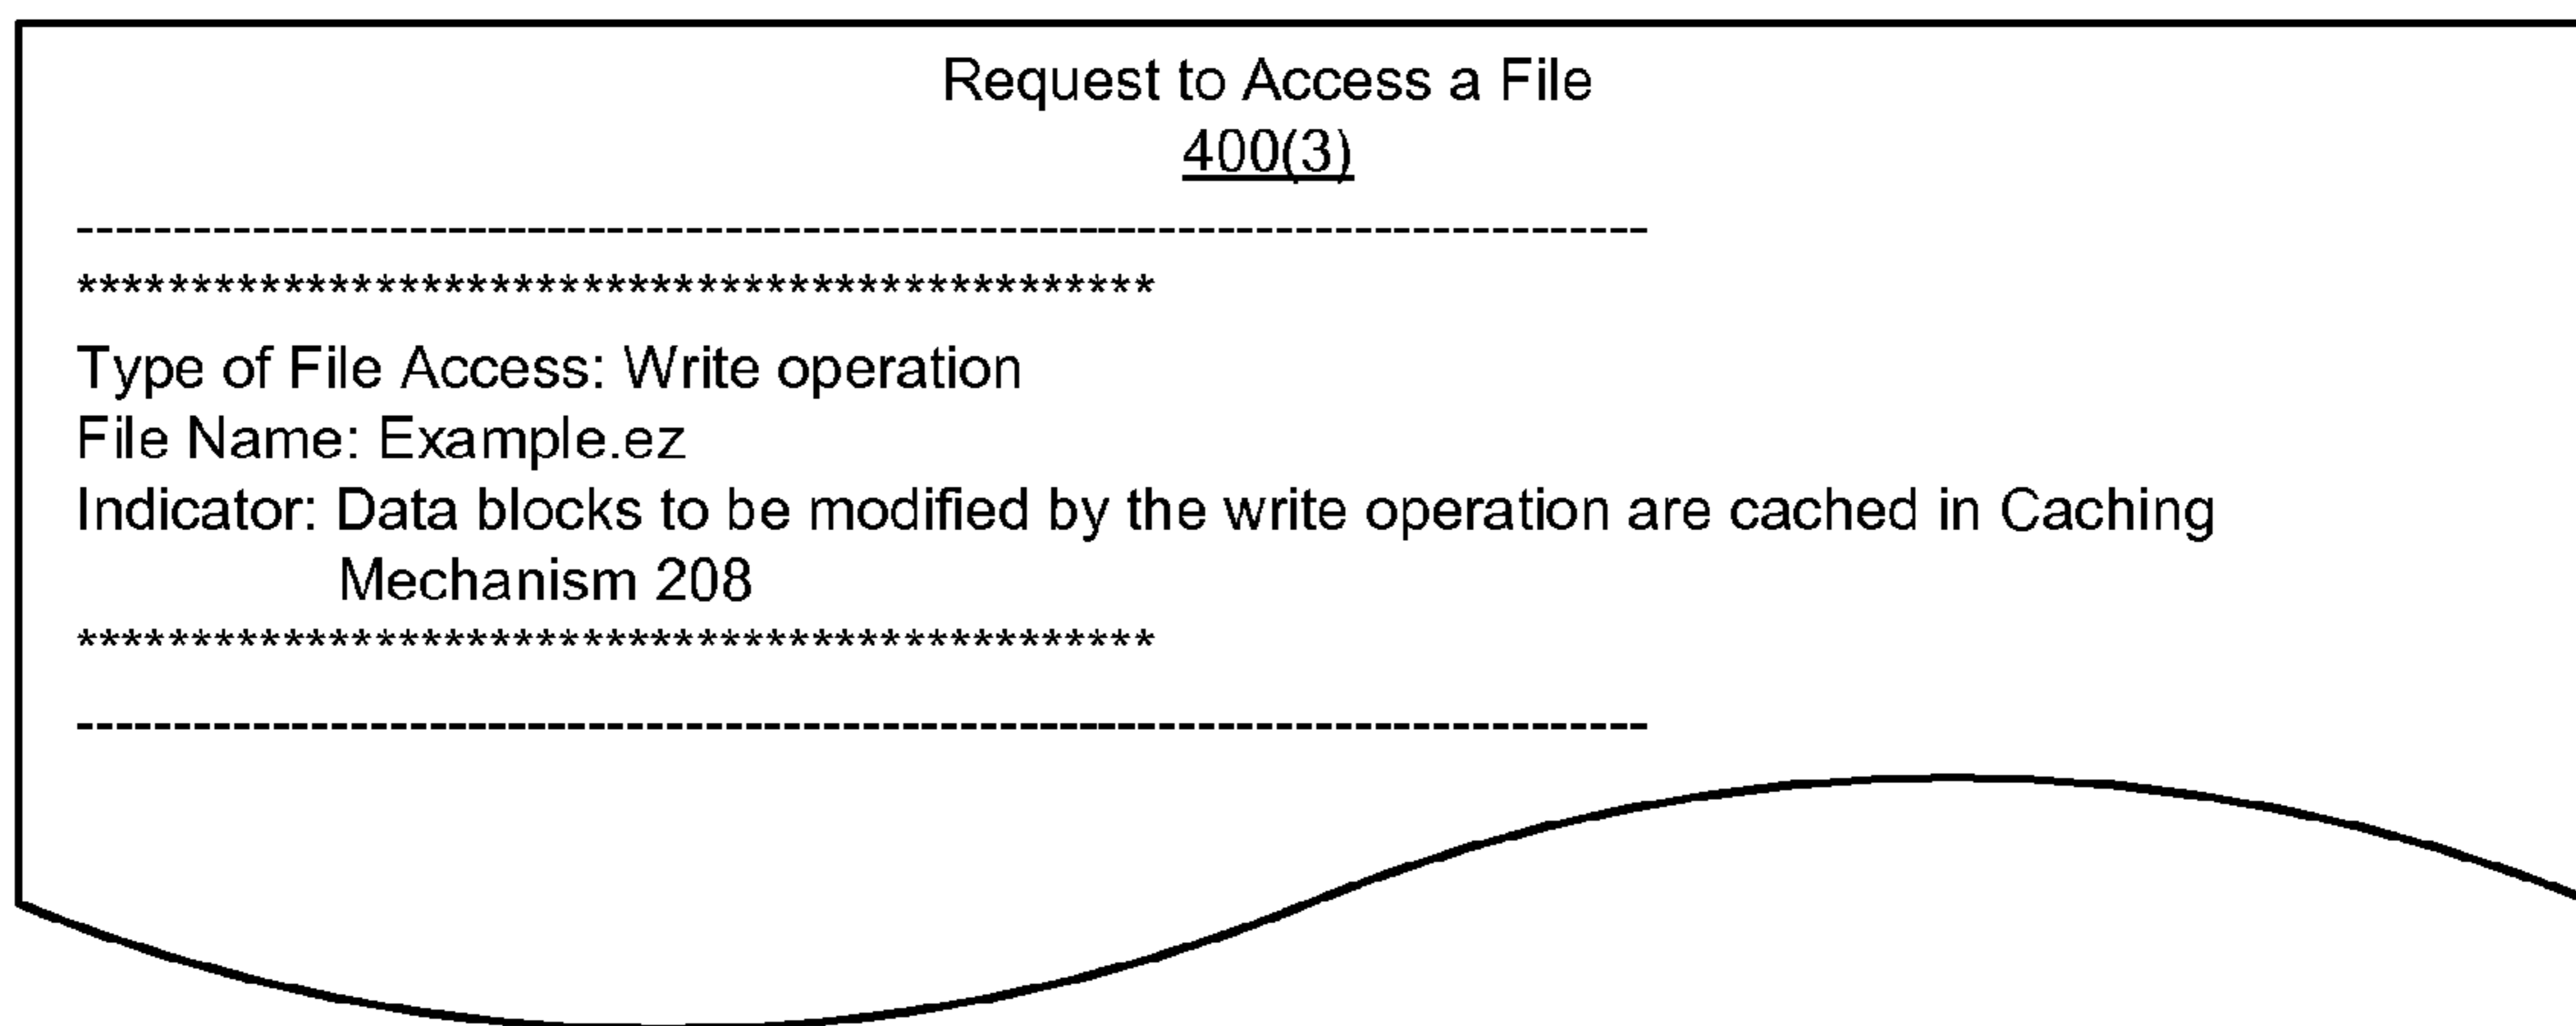 Request to Access a File
400(3)
--------------------------------------------------------------------------------
***********************************************
Type of File Access: Write operation
File Name: Example.ez
Indicator: Data blocks to be modified by the write operation are cached in Caching
Mechanism 208
***********************************************
--------------------------------------------------------------------------------